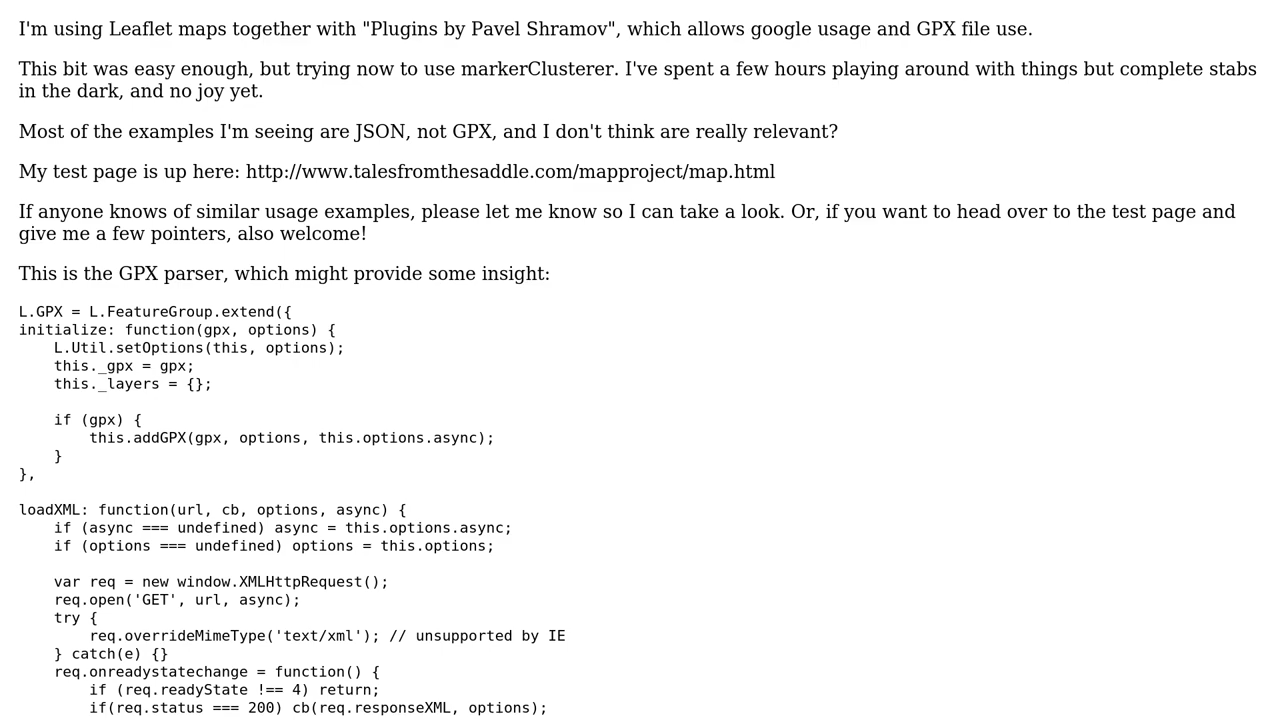 I'm using Leaflet maps together with "Plugins by Pavel Shramov", which allows google usage and GPX file use.
This bit was easy enough, but trying now to use markerClusterer. I've spent a few hours playing around with things but complete stabs
in the dark, and no joy yet.
Most of the examples I'm seeing are JSON, not GPX, and I don't think are really relevant?
My test page is up here: http://www.talesfromthesaddle.com/mapproject/map.html
If anyone knows of similar usage examples, please let me know so I can take a look. Or, if you want to head over to the test page and
give me a few pointers, also welcome!
This is the GPX parser, which might provide some insight:
L.GPX = L.FeatureGroup.extend({
initialize: function(gpx, options) {
    L.Util.setOptions(this, options);
    this._gpx = gpx;
    this._layers = {};

    if (gpx) {
        this.addGPX(gpx, options, this.options.async);
    }
},

loadXML: function(url, cb, options, async) {
    if (async === undefined) async = this.options.async;
    if (options === undefined) options = this.options;

    var req = new window.XMLHttpRequest();
    req.open('GET', url, async);
    try {
        req.overrideMimeType('text/xml'); // unsupported by IE
    } catch(e) {}
    req.onreadystatechange = function() {
        if (req.readyState !== 4) return;
        if(req.status === 200) cb(req.responseXML, options);